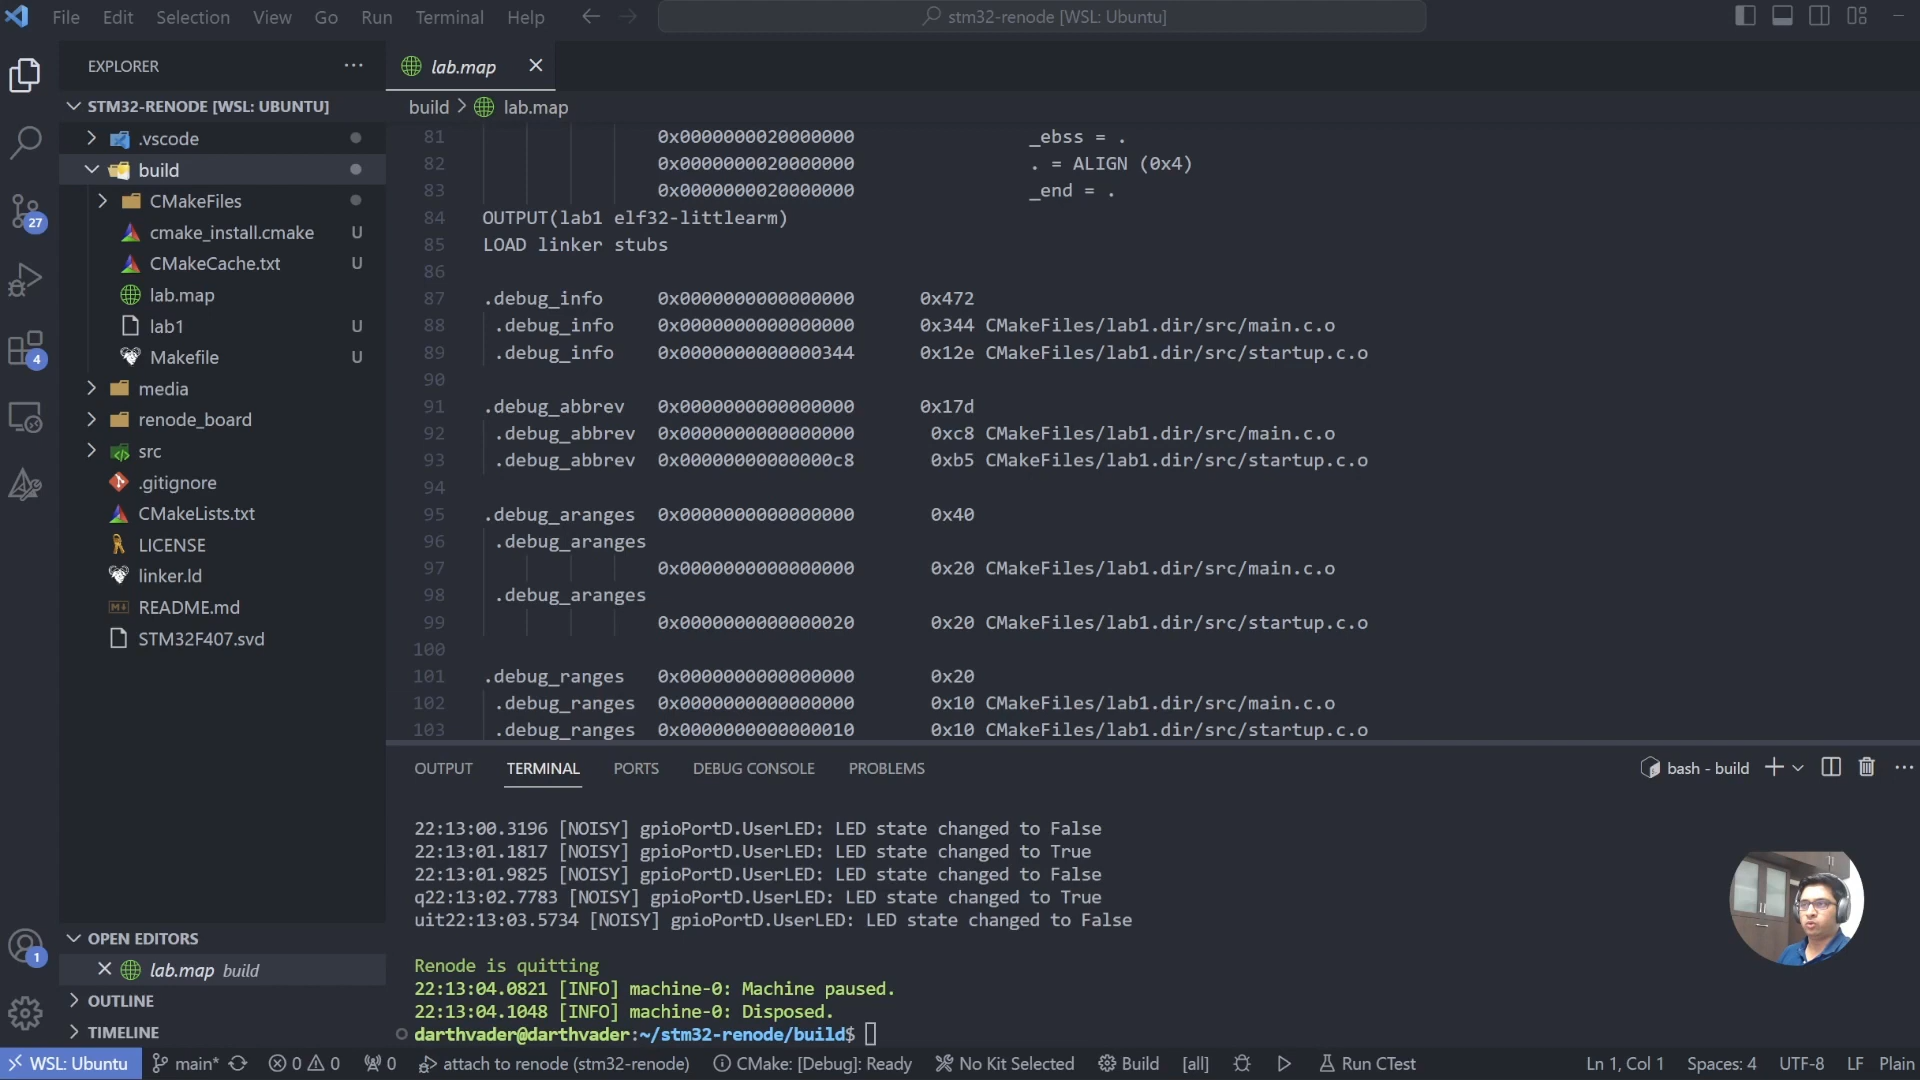 File Edit Selection View Go Run Terminal Help
stm32-renode [WSL: Ubuntu]
EXPLORER
STM32-RENODE [WSL: UBUNTU]
.vscode
build
CMakeFiles
cmake_install.cmake U
CMakeCache.txt U
lab.map
lab1 U
Makefile U
media
renode_board
src
.gitignore
CMakeLists.txt
LICENSE
linker.ld
README.md
STM32F407.svd
OPEN EDITORS
lab.map build
OUTLINE
TIMELINE
27
4
1
lab.map
build > lab.map
81 0x0000000020000000 _ebss = .
82 0x0000000020000000 . = ALIGN (0x4)
83 0x0000000020000000 _end = .
84 OUTPUT(lab1 elf32-littlearm)
85 LOAD linker stubs
86
87 .debug_info 0x0000000000000000 0x472
88 .debug_info 0x0000000000000000 0x344 CMakeFiles/lab1.dir/src/main.c.o
89 .debug_info 0x0000000000000344 0x12e CMakeFiles/lab1.dir/src/startup.c.o
90
91 .debug_abbrev 0x0000000000000000 0x17d
92 .debug_abbrev 0x0000000000000000 0xc8 CMakeFiles/lab1.dir/src/main.c.o
93 .debug_abbrev 0x00000000000000c8 0xb5 CMakeFiles/lab1.dir/src/startup.c.o
94
95 .debug_aranges 0x0000000000000000 0x40
96 .debug_aranges
97 0x0000000000000000 0x20 CMakeFiles/lab1.dir/src/main.c.o
98 .debug_aranges
99 0x0000000000000020 0x20 CMakeFiles/lab1.dir/src/startup.c.o
100
101 .debug_ranges 0x0000000000000000 0x20
102 .debug_ranges 0x0000000000000000 0x10 CMakeFiles/lab1.dir/src/main.c.o
103 .debug_ranges 0x0000000000000010 0x10 CMakeFiles/lab1.dir/src/startup.c.o
OUTPUT TERMINAL PORTS DEBUG CONSOLE PROBLEMS
bash - build
22:13:00.3196 [NOISY] gpioPortD.UserLED: LED state changed to False
22:13:01.1817 [NOISY] gpioPortD.UserLED: LED state changed to True
22:13:01.9825 [NOISY] gpioPortD.UserLED: LED state changed to False
q22:13:02.7783 [NOISY] gpioPortD.UserLED: LED state changed to True
uit22:13:03.5734 [NOISY] gpioPortD.UserLED: LED state changed to False
Renode is quitting
22:13:04.0821 [INFO] machine-0: Machine paused.
22:13:04.1048 [INFO] machine-0: Disposed.
darthvader@darthvader:~/stm32-renode/build$
WSL: Ubuntu main* 0 0 0 attach to renode (stm32-renode) CMake: [Debug]: Ready No Kit Selected Build [all] Run CTest Ln 1, Col 1 Spaces: 4 UTF-8 LF Plain